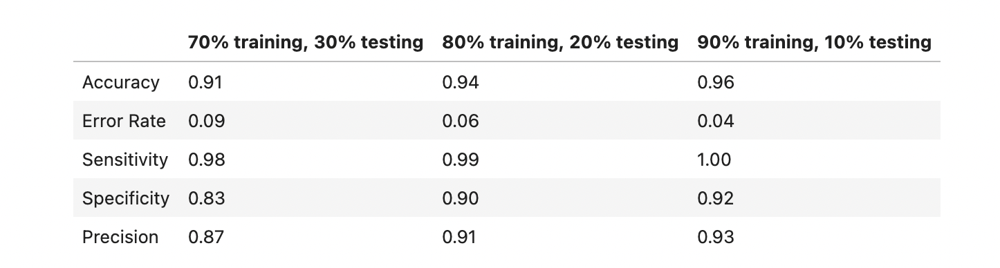 70% training, 30% testing 80% training, 20% testing 90% training, 10% testing
Accuracy 0.91 0.94 0.96
Error Rate 0.09 0.06 0.04
Sensitivity 0.98 0.99 1.00
Specificity 0.83 0.90 0.92
Precision 0.87 0.91 0.93